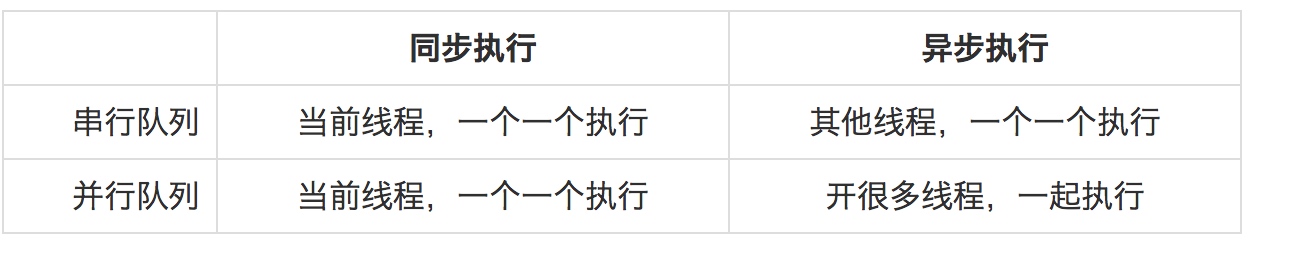 同步执行 异步执行
串行队列 当前线程，一个一个执行 其他线程，一个一个执行
并行队列 当前线程，一个一个执行 开很多线程，一起执行